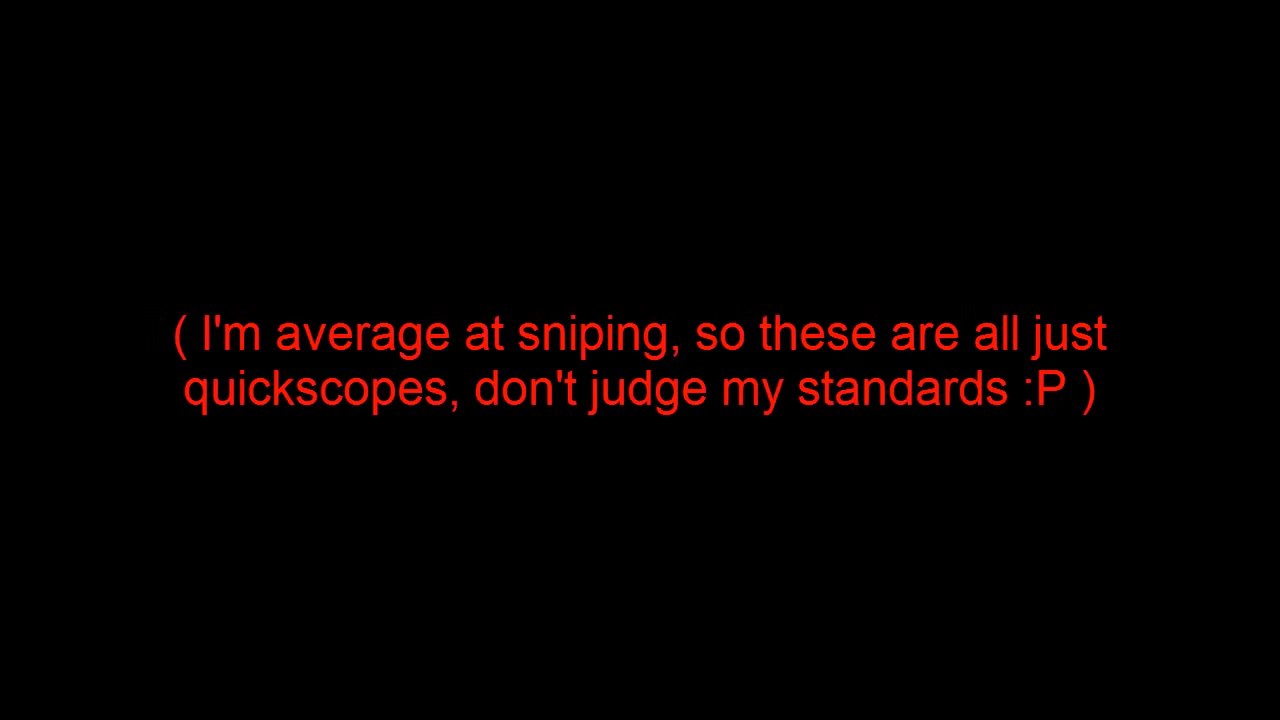 ( I'm average at sniping, so these are all just
quickscopes, don't judge my standards :P )